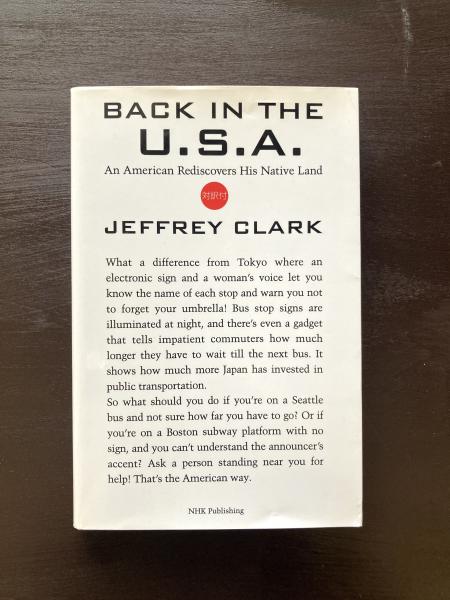 BACK IN THE
U.S.A.
An American Rediscovers His Native Land
対訳付
JEFFREY CLARK
What a difference from Tokyo where an
electronic sign and a woman's voice let you
know the name of each stop and warn you not
to forget your umbrella! Bus stop signs are
illuminated at night, and there's even a gadget
that tells impatient commuters how much
longer they have to wait till the next bus. It
shows how much more Japan has invested in
public transportation.
So what should you do if you're on a Seattle
bus and not sure how far you have to go? Or if
you're on a Boston subway platform with no
sign, and you can't understand the announcer's
accent? Ask a person standing near you for
help! That's the American way.
NHK Publishing